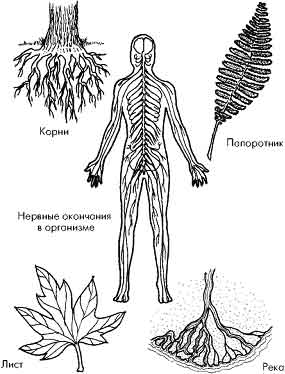 Корни
Папоротник
Нервные окончания
в организме
Лист
Река